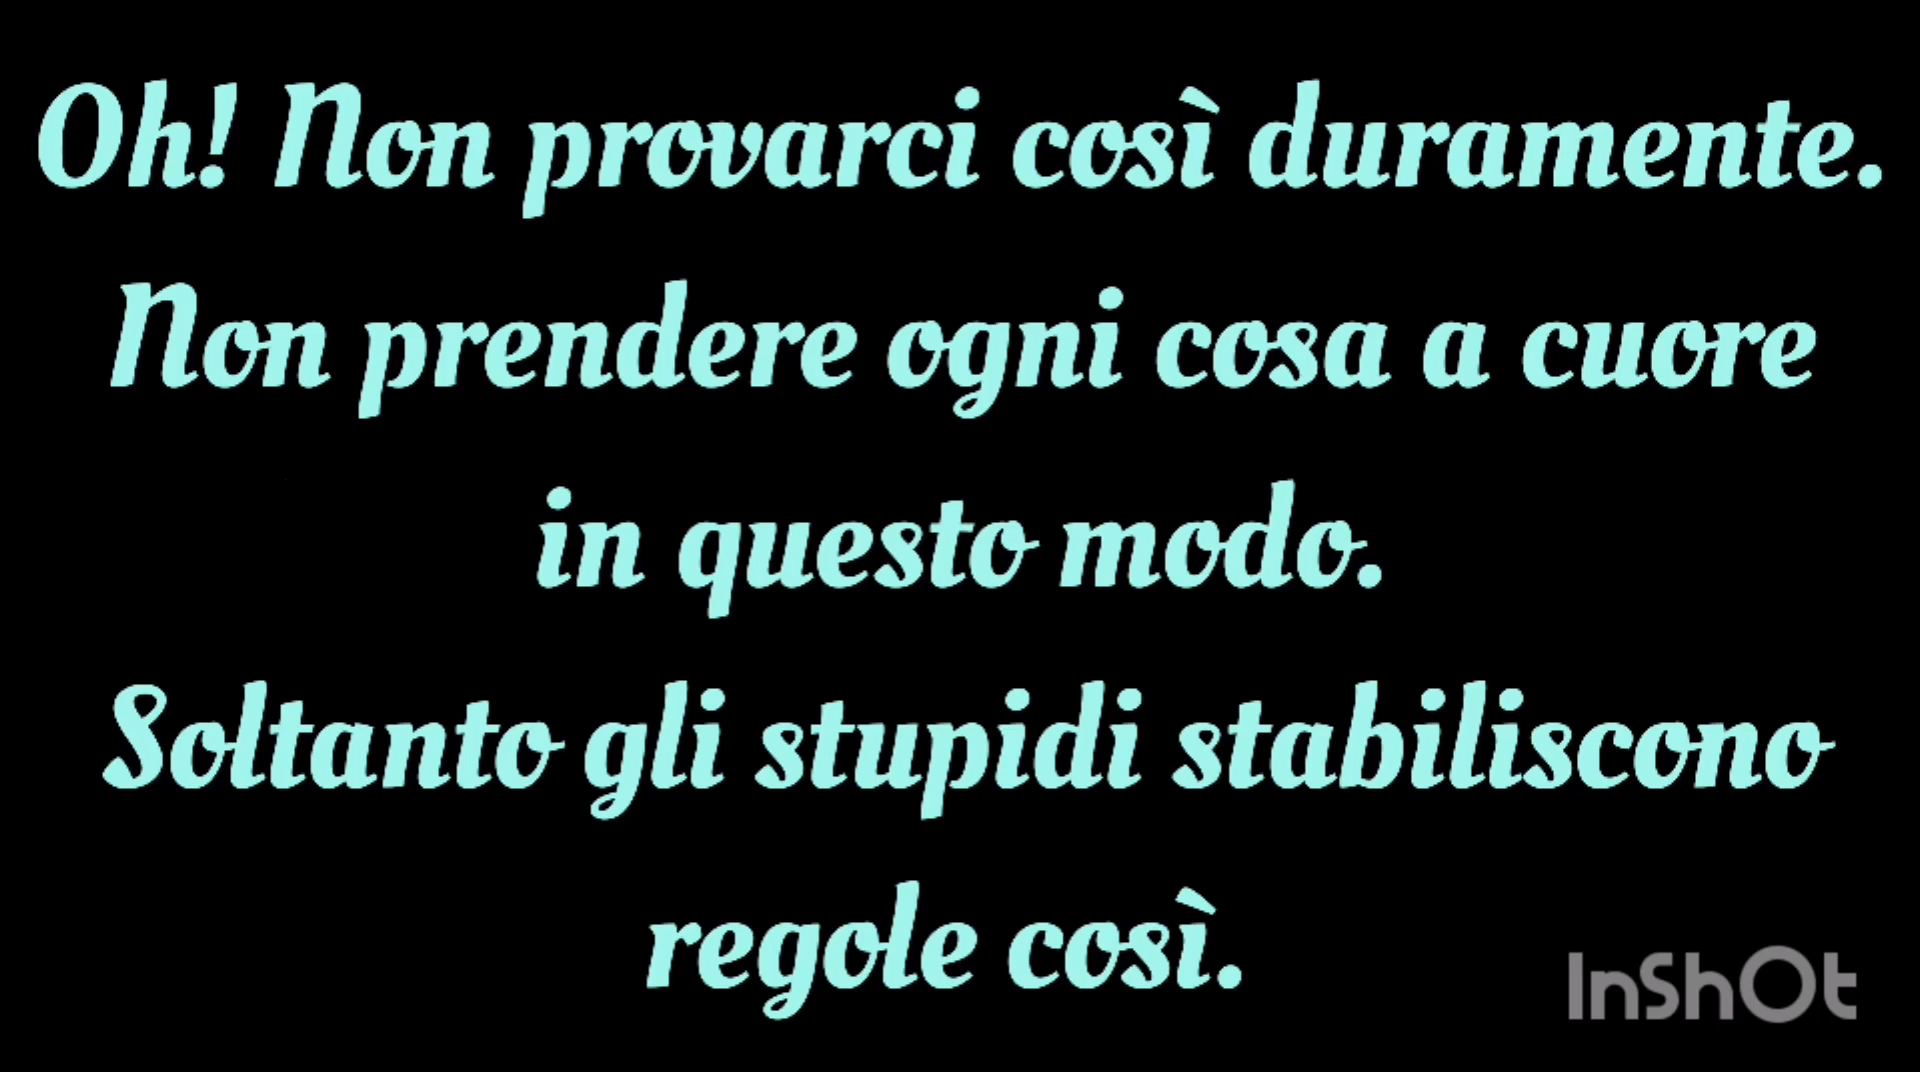 Oh! Non provarci così duramente.
Non prendere ogni cosa a cuore
in questo modo.
Soltanto gli stupidi stabiliscono
regole così.
InShOt